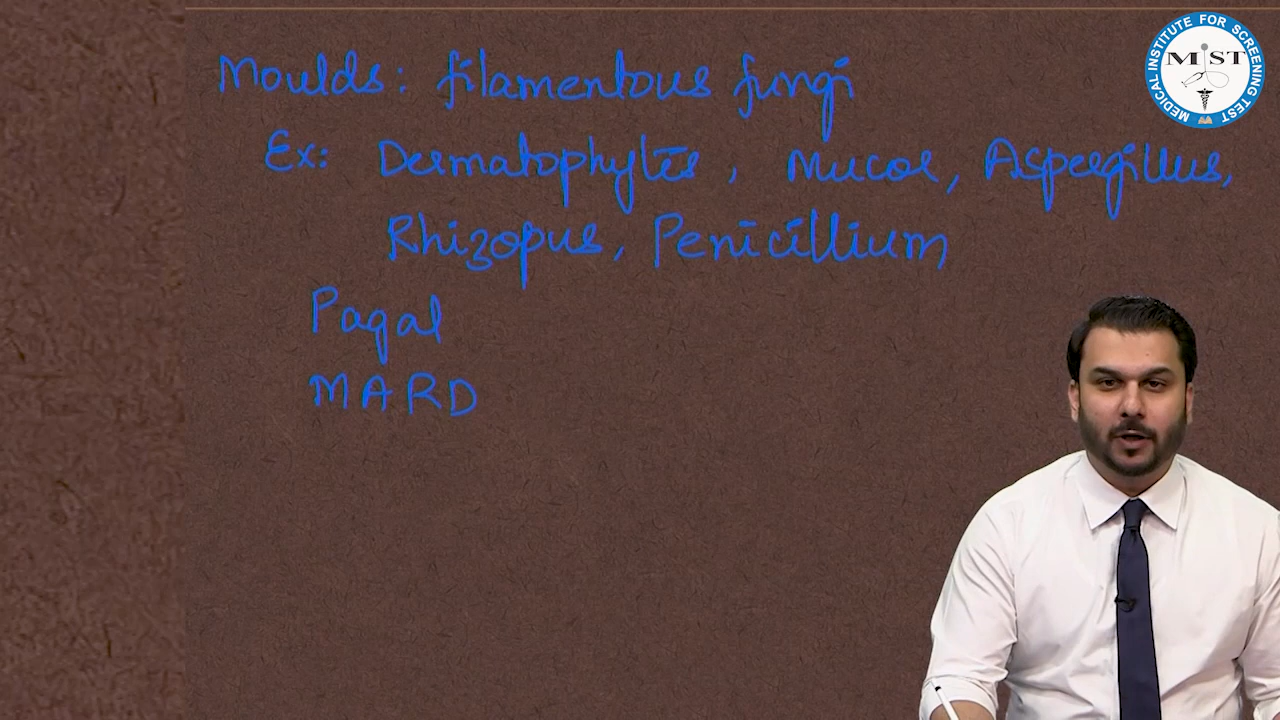 Moulds: filamentous fungi
Ex: Dermatophytes, Mucor, Aspergillus,
Rhizopus, Penicillium
Pagal
MARD
MEDICAL INSTITUTE FOR SCREENING TEST
MIST